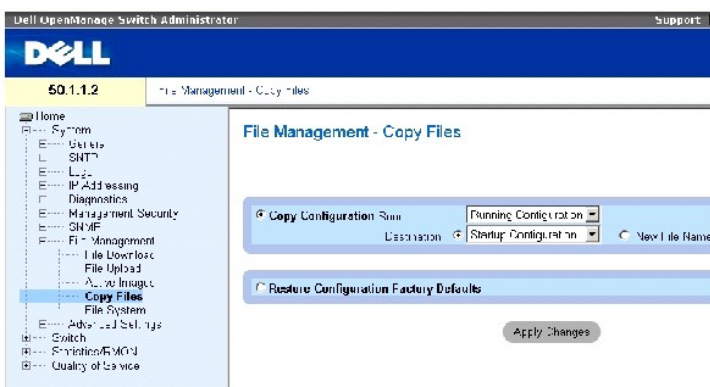 Dell OpenManage Switch Administrator Support
DELL
50.1.1.2
File Management - Copy Files
Home
System
General
SNTP
Logs
IP Addressing
Diagnostics
Management Security
SNMP
File Management
File Download
File Upload
Active Images
Copy Files
File System
Advanced Settings
Switch
Statistics/RMON
Quality of Service
File Management - Copy Files
Copy Configuration Source Running Configuration
Destination Startup Configuration New File Name
Restore Configuration Factory Defaults
Apply Changes